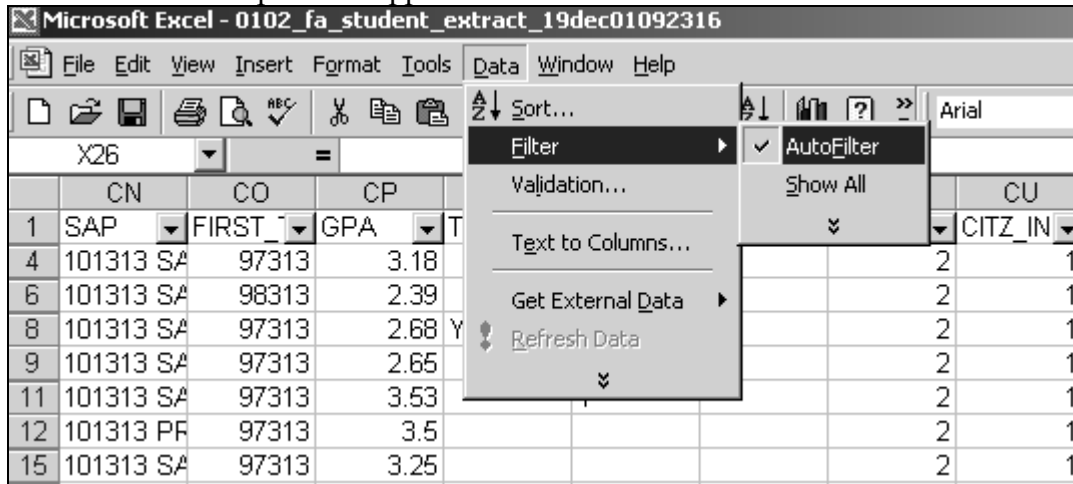 Microsoft Excel - 0102_fa_student_extract_19dec01092316
File Edit View Insert Format Tools Data Window Help
Sort... Arial
X26 = Filter AutoFilter
CN CO CP Validation... Show All CU
1 SAP FIRST_ GPA T CITZ_IN
Text to Columns...
4 101313 SA 97313 3.18 2 1
6 101313 SA 98313 2.39 Get External Data 2 1
8 101313 SA 97313 2.68 Y Refresh Data 2 1
9 101313 SA 97313 2.65 2 1
11 101313 SA 97313 3.53 2 1
12 101313 PR 97313 3.5 2 1
15 101313 SA 97313 3.25 2 1